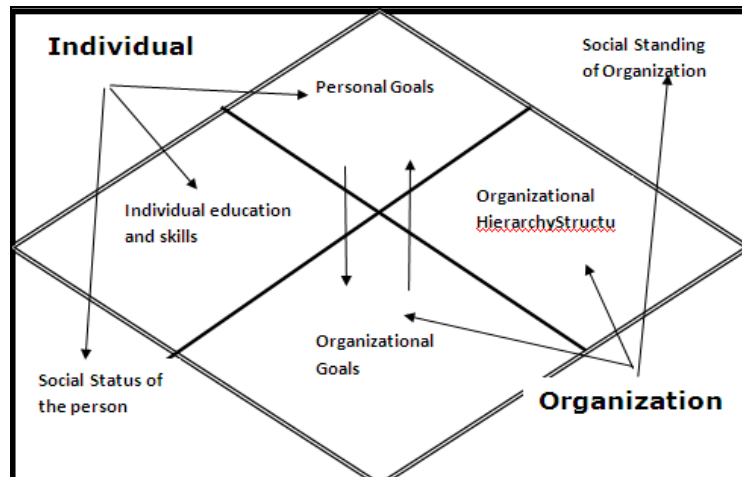 Individual
Social Standing
of Organization
Personal Goals
Individual education
and skills
Organizational
HierarchyStructu
Organizational
Goals
Social Status of
the person
Organization